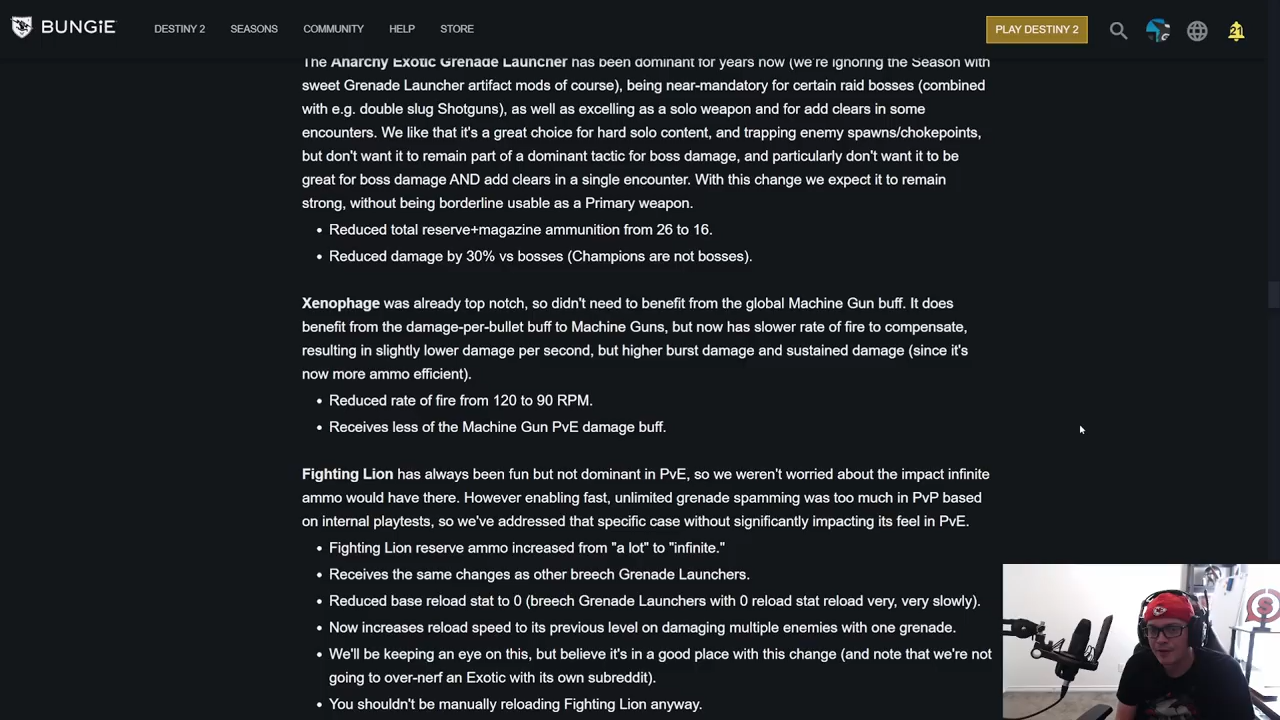 BUNGiE DESTINY 2 SEASONS COMMUNITY HELP STORE PLAY DESTINY 2 21
The Anarchy Exotic Grenade Launcher has been dominant for years now (we're ignoring the Season with
sweet Grenade Launcher artifact mods of course), being near-mandatory for certain raid bosses (combined
with e.g. double slug Shotguns), as well as excelling as a solo weapon and for add clears in some
encounters. We like that it's a great choice for hard solo content, and trapping enemy spawns/chokepoints,
but don't want it to remain part of a dominant tactic for boss damage, and particularly don't want it to be
great for boss damage AND add clears in a single encounter. With this change we expect it to remain
strong, without being borderline usable as a Primary weapon.
• Reduced total reserve+magazine ammunition from 26 to 16.
• Reduced damage by 30% vs bosses (Champions are not bosses).
Xenophage was already top notch, so didn't need to benefit from the global Machine Gun buff. It does
benefit from the damage-per-bullet buff to Machine Guns, but now has slower rate of fire to compensate,
resulting in slightly lower damage per second, but higher burst damage and sustained damage (since it's
now more ammo efficient).
• Reduced rate of fire from 120 to 90 RPM.
• Receives less of the Machine Gun PvE damage buff.
Fighting Lion has always been fun but not dominant in PvE, so we weren't worried about the impact infinite
ammo would have there. However enabling fast, unlimited grenade spamming was too much in PvP based
on internal playtests, so we've addressed that specific case without significantly impacting its feel in PvE.
• Fighting Lion reserve ammo increased from "a lot" to "infinite."
• Receives the same changes as other breech Grenade Launchers.
• Reduced base reload stat to 0 (breech Grenade Launchers with 0 reload stat reload very, very slowly).
• Now increases reload speed to its previous level on damaging multiple enemies with one grenade.
• We'll be keeping an eye on this, but believe it's in a good place with this change (and note that we're not
going to over-nerf an Exotic with its own subreddit).
• You shouldn't be manually reloading Fighting Lion anyway.